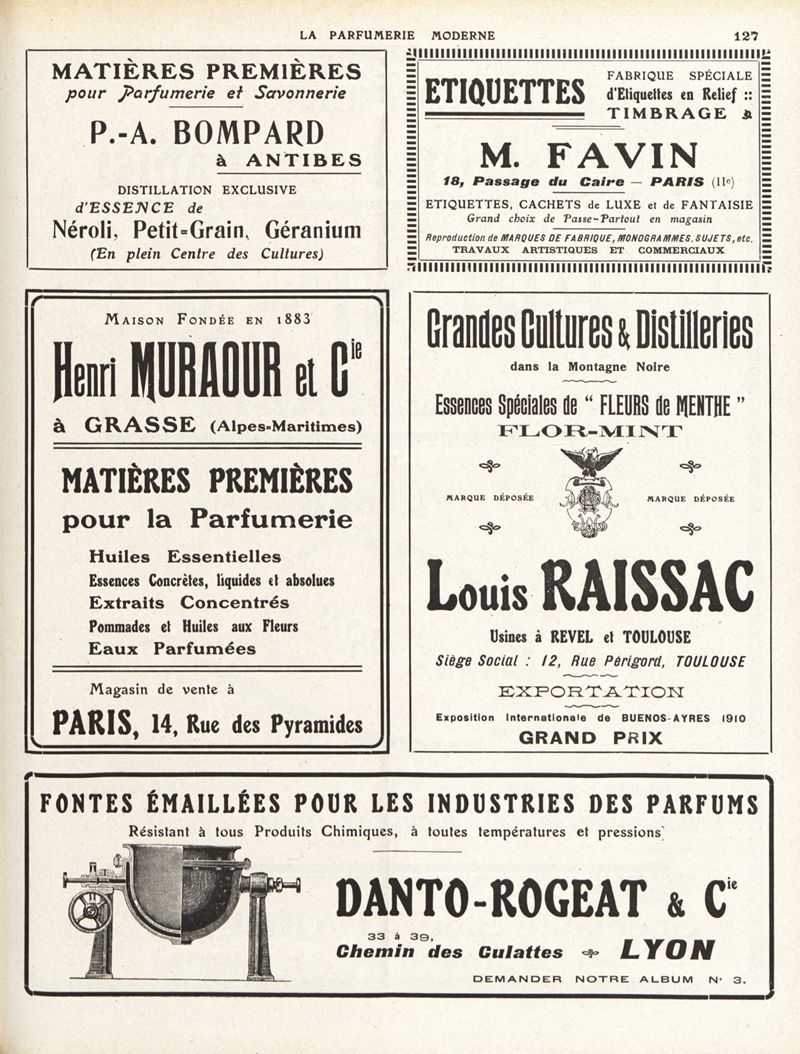 LA PARFUMERIE MODERNE 127
MATIÈRES PREMIÈRES
pour Parfumerie et Savonnerie
P.-A. BOMPARD
à ANTIBES
DISTILLATION EXCLUSIVE
d'ESSENCE de
Néroli, Petit=Grain, Géranium
(En plein Centre des Cultures)
ETIQUETTES
FABRIQUE SPÉCIALE
d'Etiquettes en Relief ::
TIMBRAGE
M. FAVIN
18, Passage du Caire — PARIS (IIe)
ETIQUETTES, CACHETS de LUXE et de FANTAISIE
Grand choix de Passe-Partout en magasin
Reproduction de MARQUES DE FABRIQUE, MONOGRAMMES, SUJETS, etc.
TRAVAUX ARTISTIQUES ET COMMERCIAUX
MAISON FONDÉE EN 1883
Henri MURAOUR et Cie
à GRASSE (Alpes=Maritimes)
MATIÈRES PREMIÈRES
pour la Parfumerie
Huiles Essentielles
Essences Concrètes, liquides et absolues
Extraits Concentrés
Pommades et Huiles aux Fleurs
Eaux Parfumées
Magasin de vente à
PARIS, 14, Rue des Pyramides
Grandes Cultures & Distilleries
dans la Montagne Noire
Essences Spéciales de “ FLEURS de MENTHE ”
FLOR-MINT
MARQUE DÉPOSÉE MARQUE DÉPOSÉE
Louis RAISSAC
Usines à REVEL et TOULOUSE
Siège Social : 12, Rue Périgord, TOULOUSE
EXPORTATION
Exposition Internationale de BUENOS-AYRES 1910
GRAND PRIX
FONTES ÉMAILLÉES POUR LES INDUSTRIES DES PARFUMS
Résistant à tous Produits Chimiques, à toutes températures et pressions
DANTO-ROGEAT & Cie
33 à 39,
Chemin des Culattes LYON
DEMANDER NOTRE ALBUM N· 3.